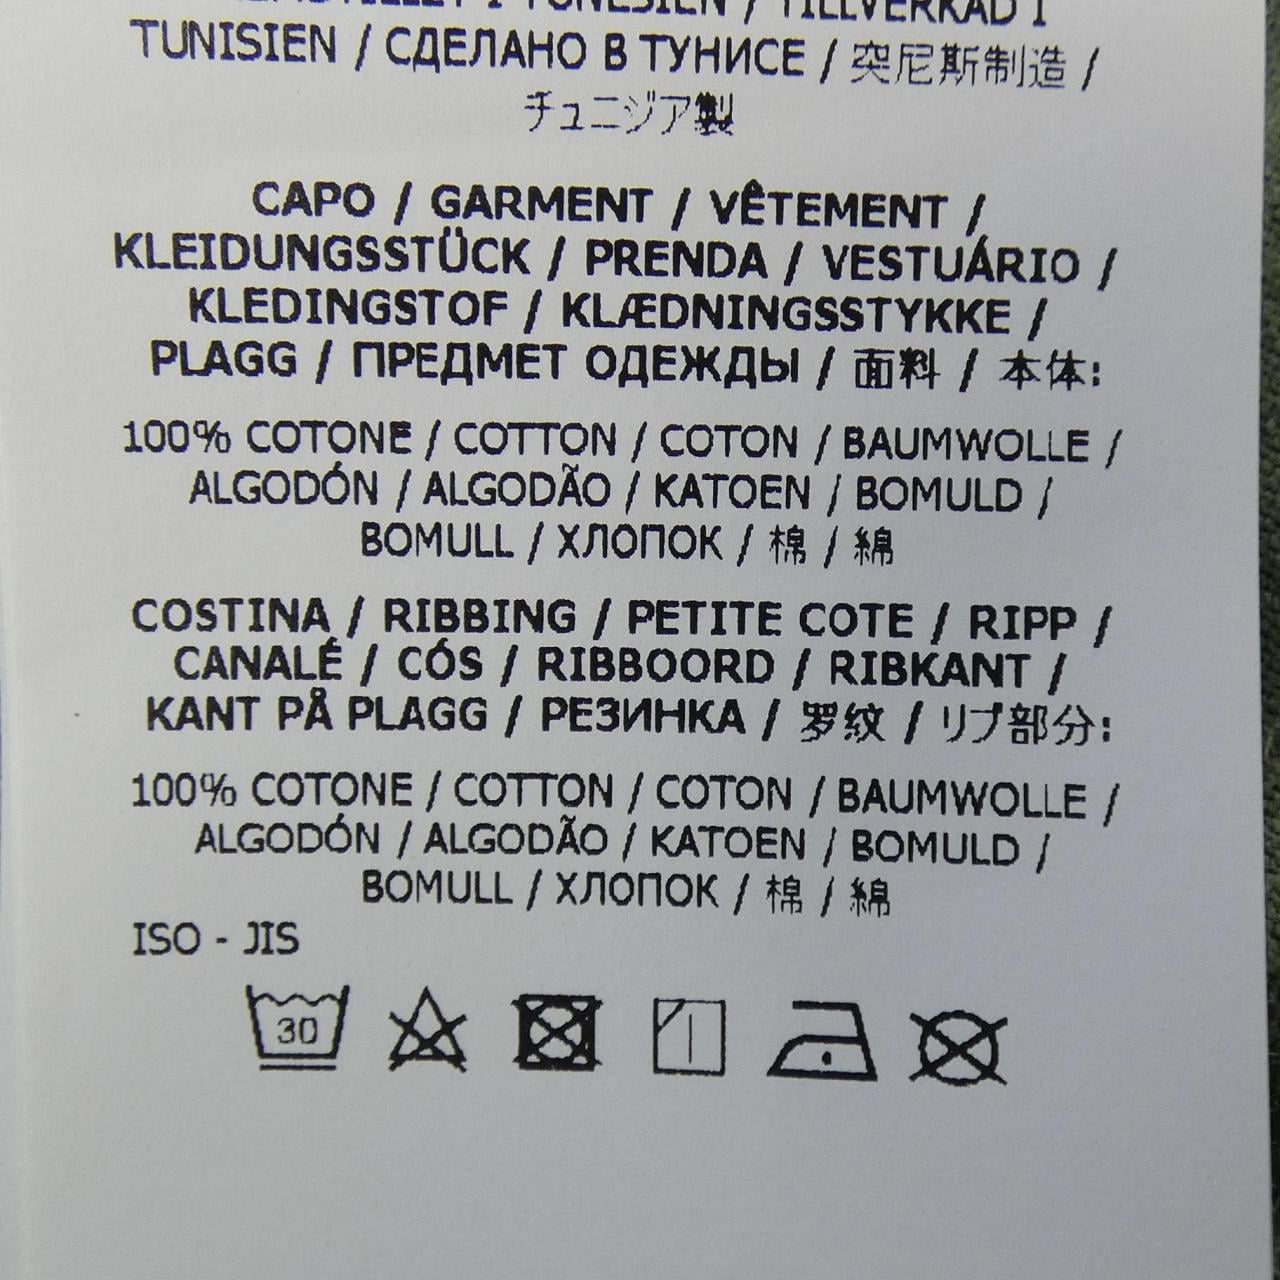 I TUNESIEN / TILLVERKAD I
TUNISIEN / СДЕЛАНО В ТУНИСЕ / 突尼斯制造 /
チュニジア製
CAPO / GARMENT / VÊTEMENT /
KLEIDUNGSSTÜCK / PRENDA / VESTUÁRIO /
KLEDINGSTOF / KLÆDNINGSSTYKKE /
PLAGG / ПРЕДМЕТ ОДЕЖДЫ / 面料 / 本体:
100% COTONE / COTTON / COTON / BAUMWOLLE /
ALGODÓN / ALGODÃO / KATOEN / BOMULD /
BOMULL / ХЛОПОК / 棉 / 綿
COSTINA / RIBBING / PETITE COTE / RIPP /
CANALÉ / CÓS / RIBBOORD / RIBKANT /
KANT PÅ PLAGG / РЕЗИНКА / 罗纹 / リブ部分:
100% COTONE / COTTON / COTON / BAUMWOLLE /
ALGODÓN / ALGODÃO / KATOEN / BOMULD /
BOMULL / ХЛОПОК / 棉 / 綿
ISO - JIS
30